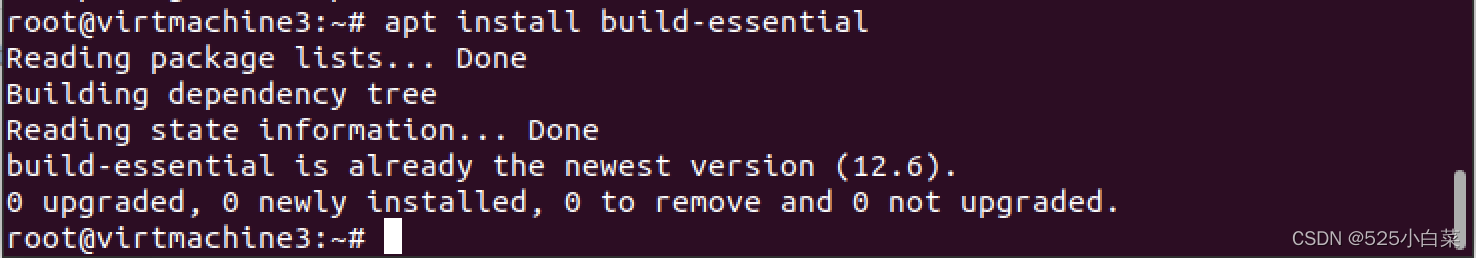 root@virtmachine3:~# apt install build-essential
Reading package lists... Done
Building dependency tree
Reading state information... Done
build-essential is already the newest version (12.6).
0 upgraded, 0 newly installed, 0 to remove and 0 not upgraded.
root@virtmachine3:~#
CSDN @525小白菜